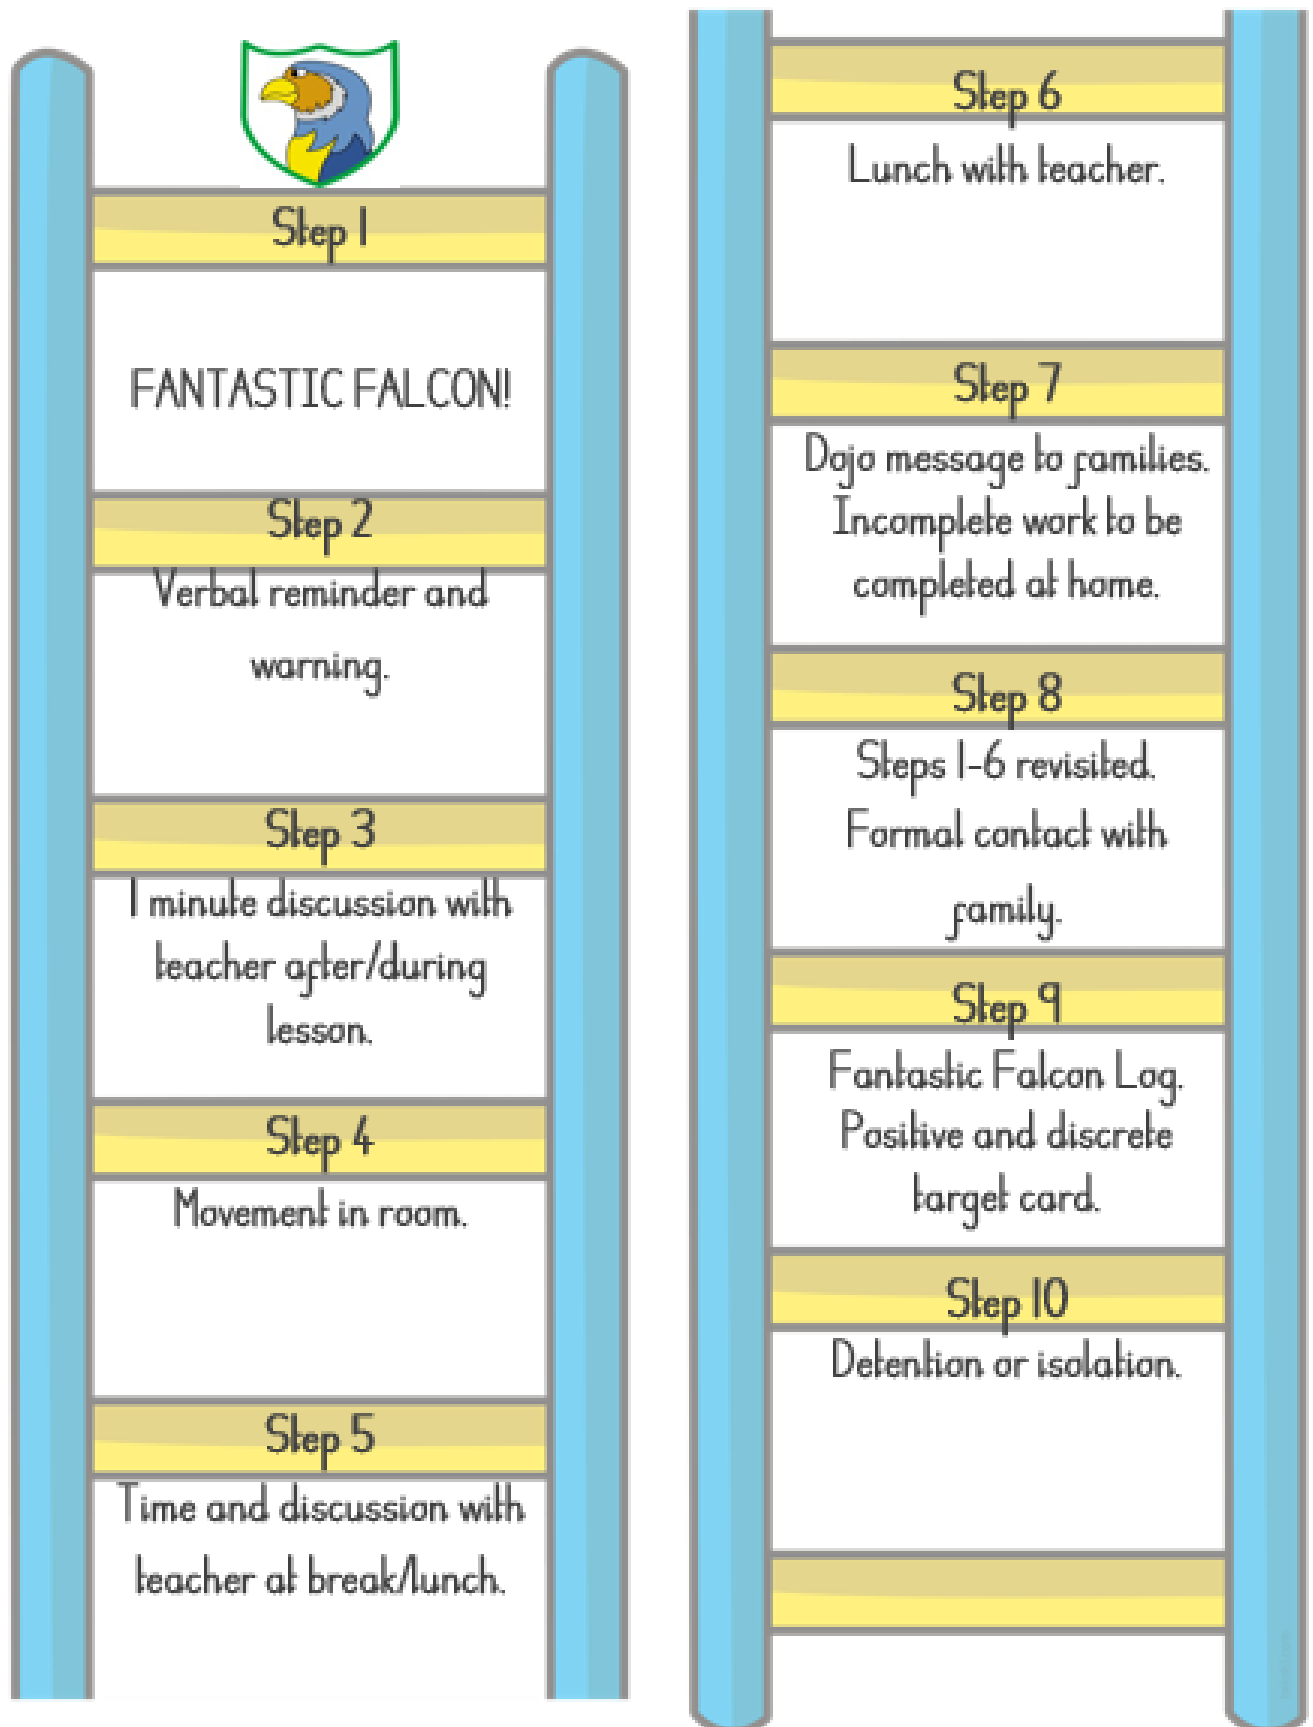 Step 1
FANTASTIC FALCON!
Step 2
Verbal reminder and
warning.
Step 3
1 minute discussion with
teacher after/during
lesson.
Step 4
Movement in room.
Step 5
Time and discussion with
teacher at break/lunch.
Step 6
Lunch with teacher.
Step 7
Dojo message to families.
Incomplete work to be
completed at home.
Step 8
Steps 1-6 revisited.
Formal contact with
family.
Step 9
Fantastic Falcon Log.
Positive and discrete
target card.
Step 10
Detention or isolation.